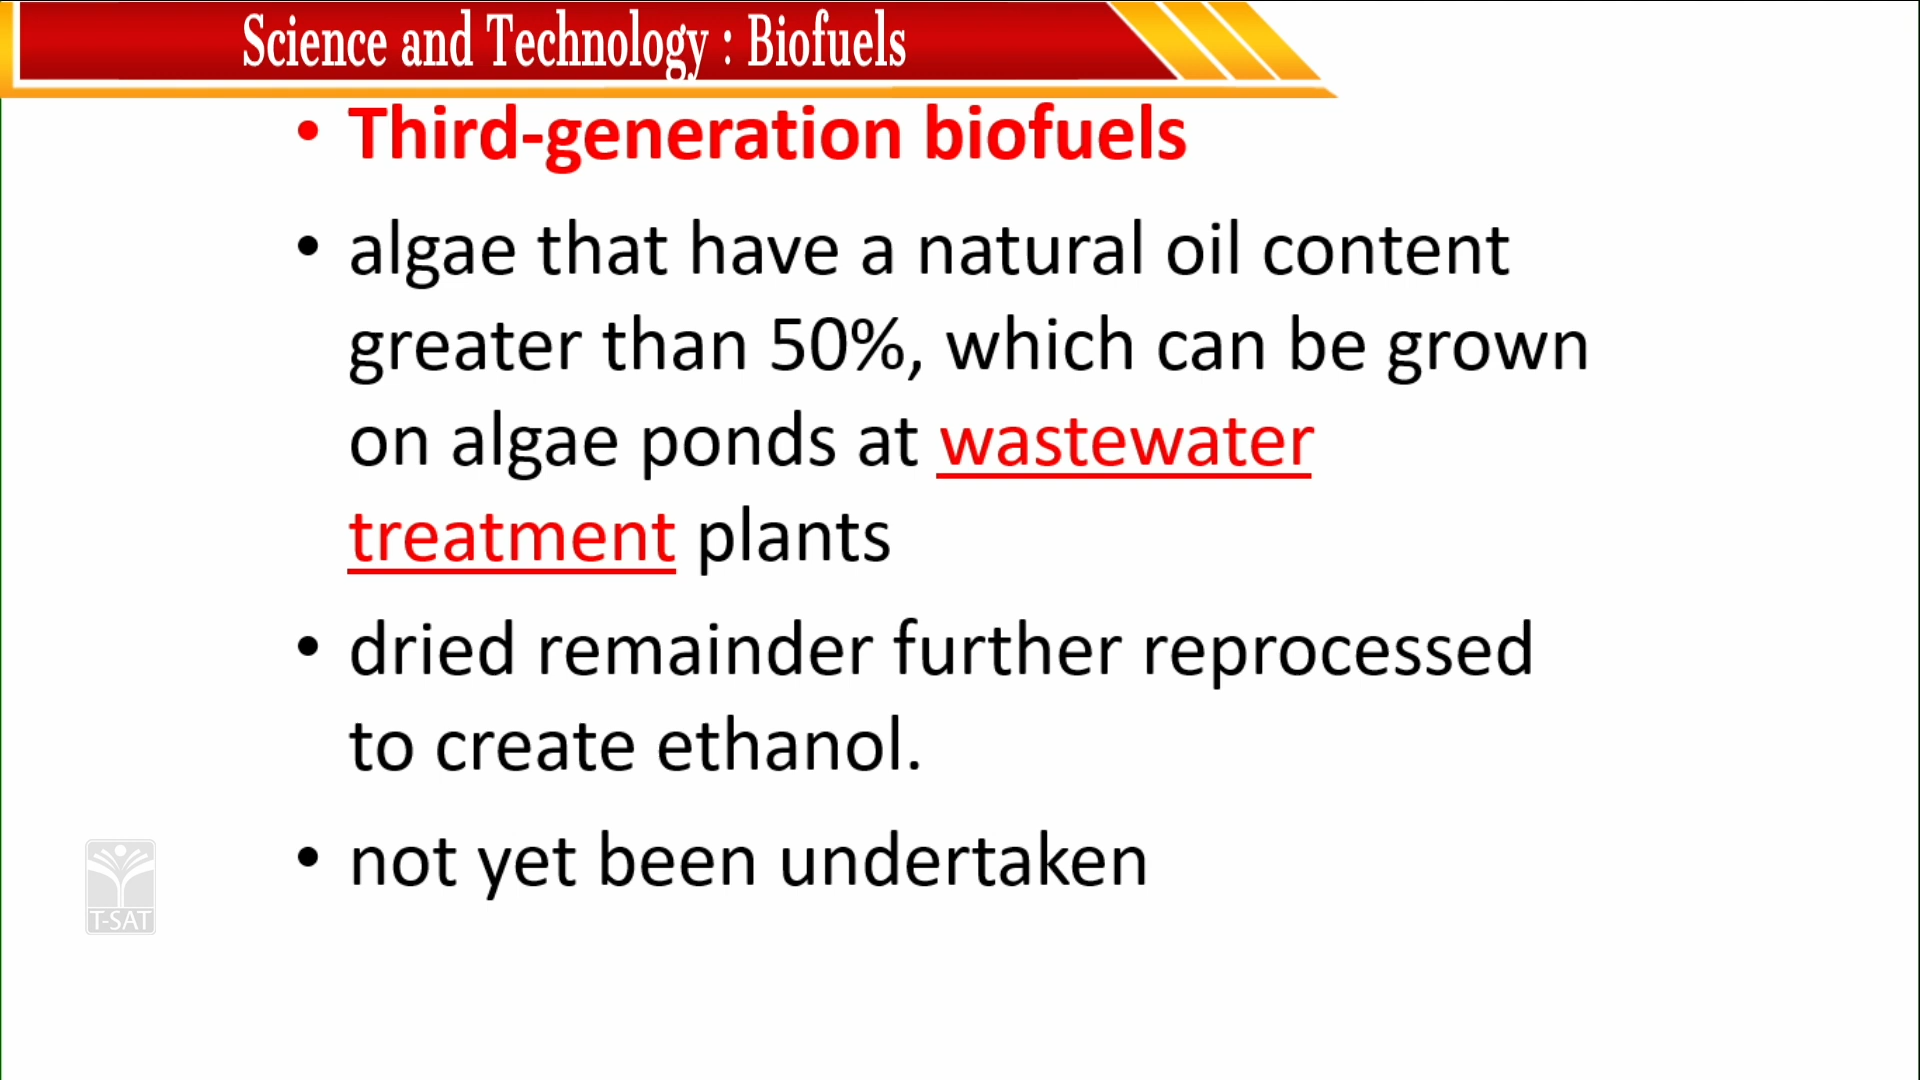 Science and Technology : Biofuels
• Third-generation biofuels
• algae that have a natural oil content
greater than 50%, which can be grown
on algae ponds at wastewater
treatment plants
• dried remainder further reprocessed
to create ethanol.
• not yet been undertaken
T-SAT